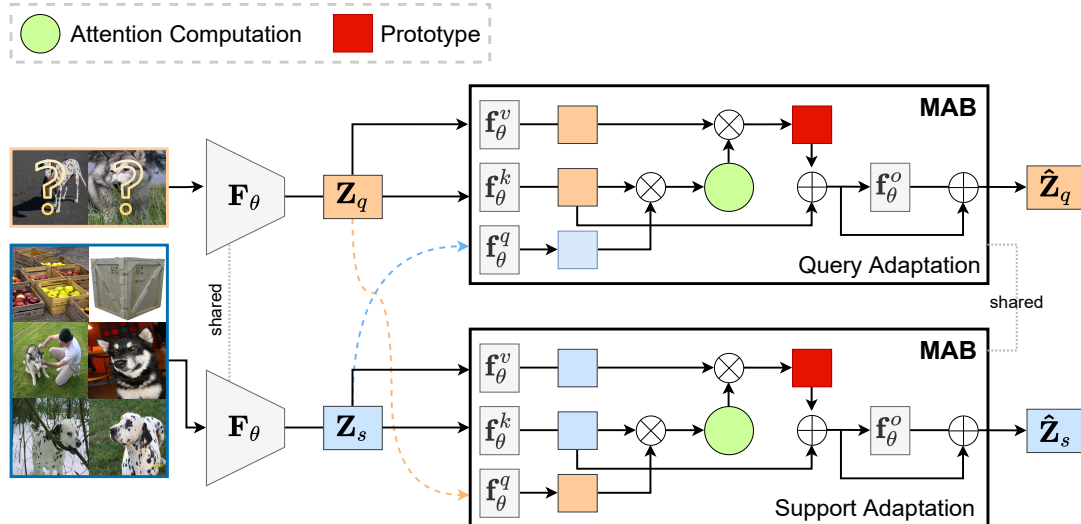 Attention Computation
Prototype
MAB
f_θ^v
f_θ^k
f_θ^q
f_θ^o
? ?
F_θ
Z_q
Ẑ_q
Query Adaptation
shared
shared
MAB
f_θ^v
f_θ^k
f_θ^q
f_θ^o
F_θ
Z_s
Ẑ_s
Support Adaptation